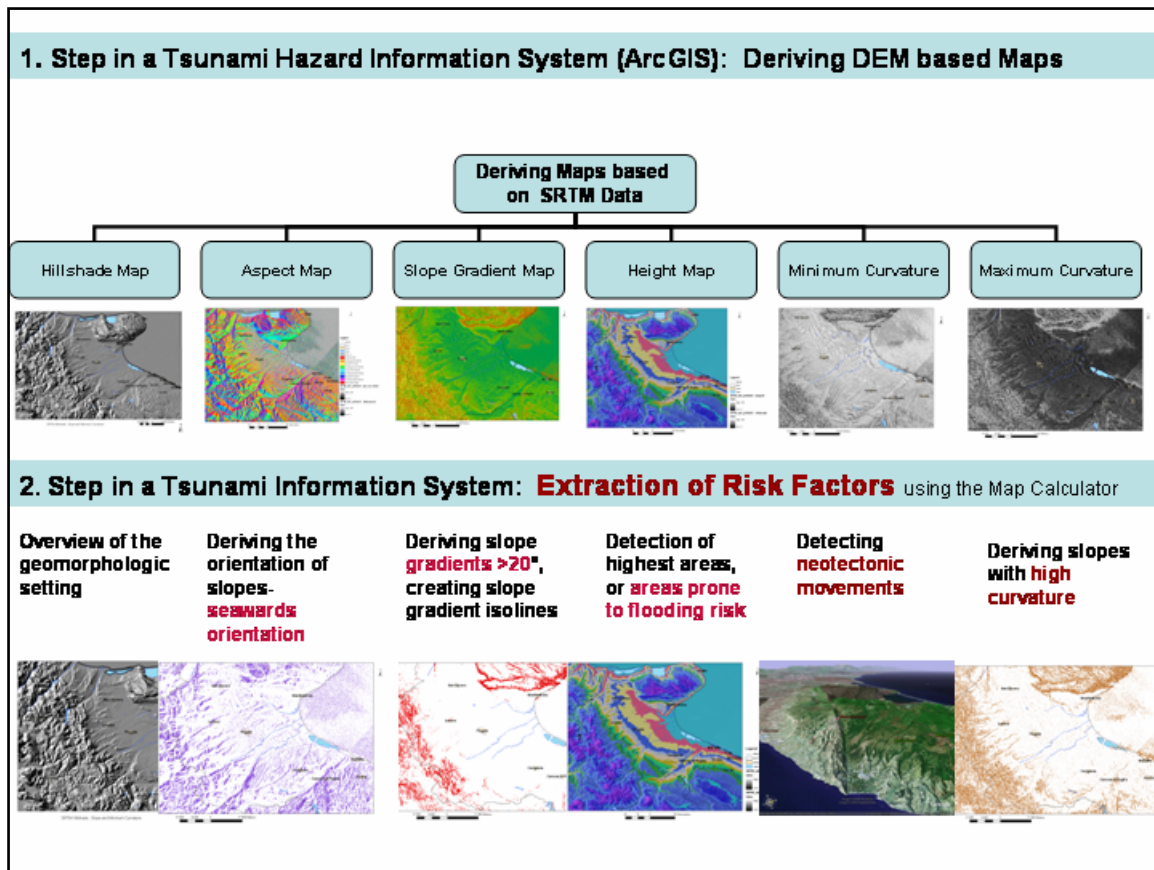 1. Step in a Tsunami Hazard Information System (ArcGIS): Deriving DEM based Maps
Deriving Maps based
on SRTM Data
Hillshade Map
Aspect Map
Slope Gradient Map
Height Map
Minimum Curvature
Maximum Curvature
2. Step in a Tsunami Information System: Extraction of Risk Factors using the Map Calculator
Overview of the
geomorphologic
setting
Deriving the
orientation of
slopes-
seawards
orientation
Deriving slope
gradients >20°,
creating slope
gradient isolines
Detection of
highest areas,
or areas prone
to flooding risk
Detecting
neotectonic
movements
Deriving slopes
with high
curvature